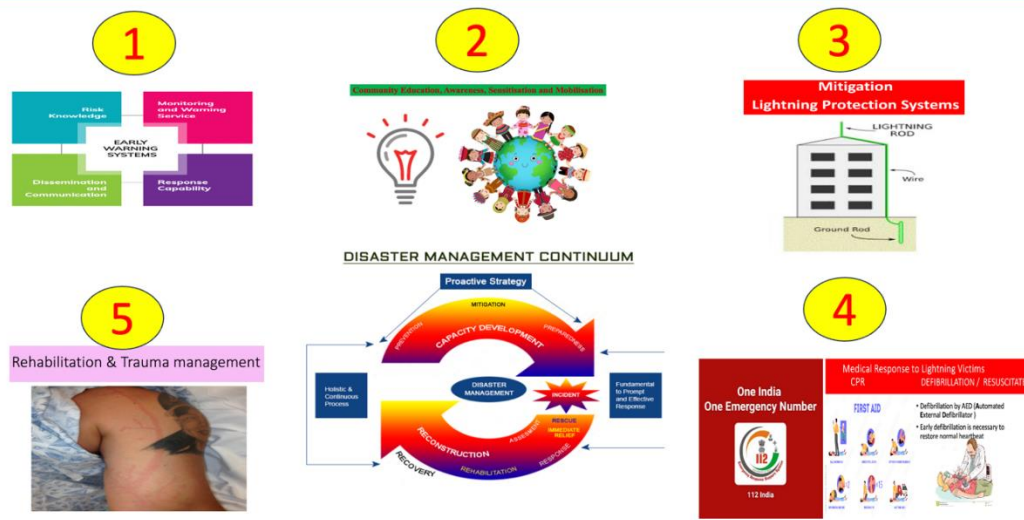 1
Risk
Knowledge
Monitoring
and Warning
Service
EARLY
WARNING
SYSTEMS
Dissemination
and
Communication
Response
Capability
2
Community Education, Awareness, Sensitisation and Mobilisation
3
Mitigation
Lightning Protection Systems
LIGHTNING
ROD
Wire
Ground Rod
DISASTER MANAGEMENT CONTINUUM
Proactive Strategy
MITIGATION
PREVENTION
CAPACITY DEVELOPMENT
PREPAREDNESS
Holistic &
Continuous
Process
DISASTER
MANAGEMENT
INCIDENT
Fundamental
to Prompt
and Effective
Response
RESCUE
IMMEDIATE
RELIEF
ASSESSMENT
RESPONSE
RECONSTRUCTION
REHABILITATION
RECOVERY
4
One India
One Emergency Number
112
112 India
Medical Response to Lightning Victims
CPR
DEFIBRILLATION / RESUSCITATE
FIRST AID
• Defibrillation by AED (Automated
External Defibrillator )
• Early defibrillation is necessary to
restore normal heartbeat
5
Rehabilitation & Trauma management